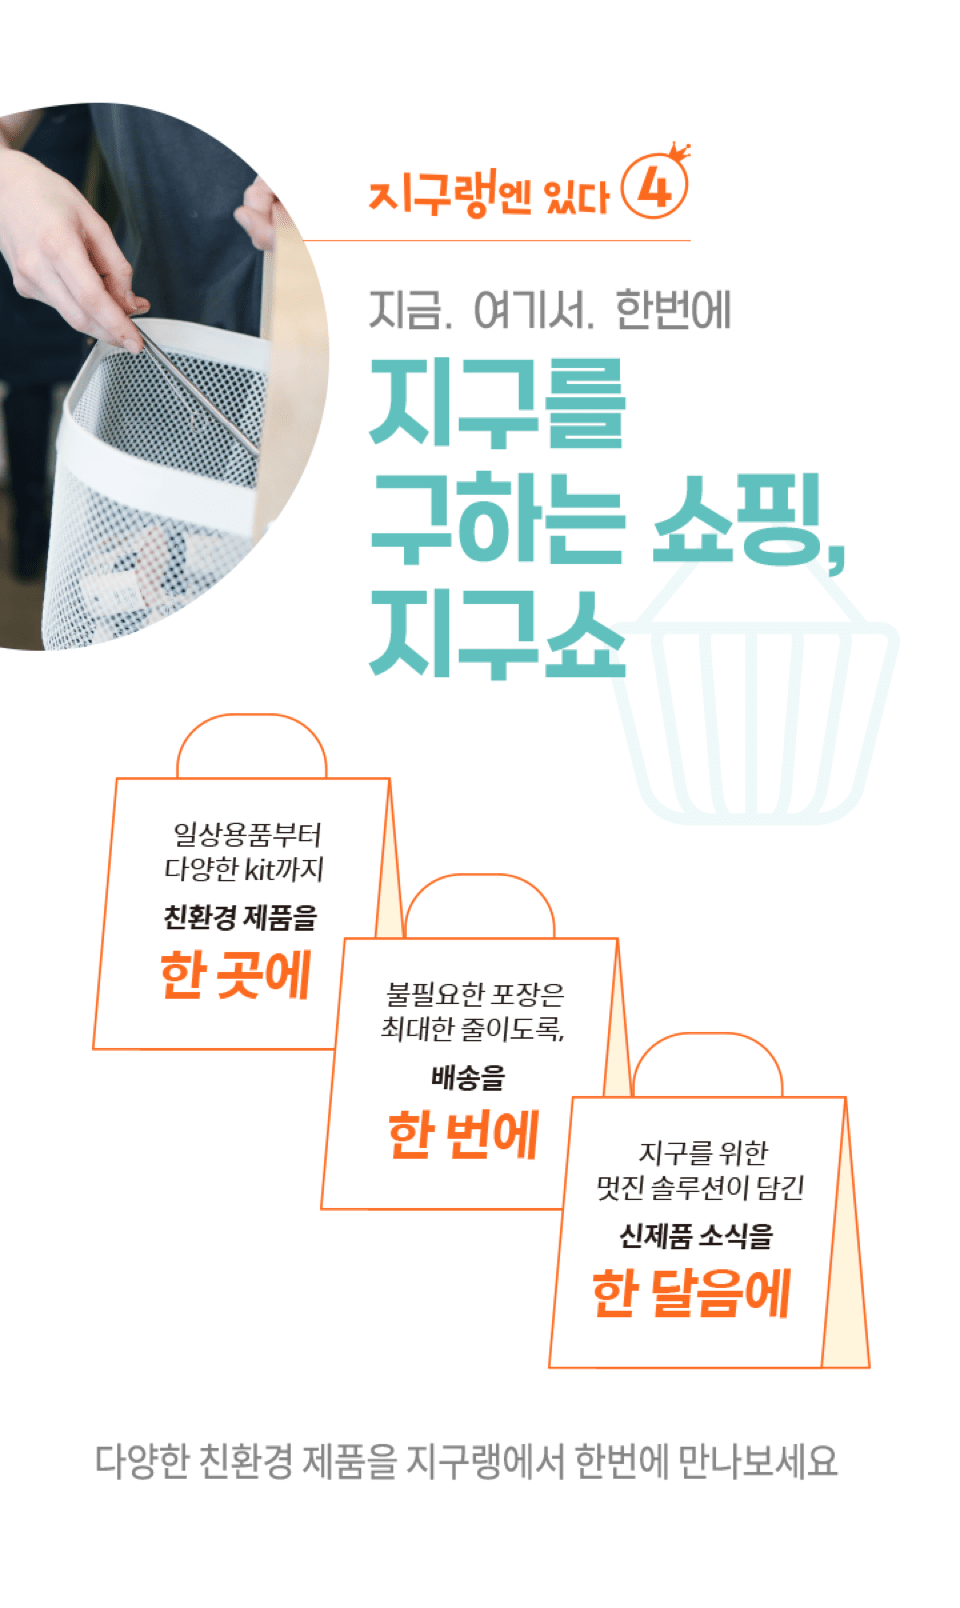 지구랭엔 있다 4
지금. 여기서. 한번에
지구를
구하는 쇼핑,
지구쇼
일상용품부터
다양한 kit까지
친환경 제품을
한 곳에
불필요한 포장은
최대한 줄이도록,
배송을
한 번에
지구를 위한
멋진 솔루션이 담긴
신제품 소식을
한 달음에
다양한 친환경 제품을 지구랭에서 한번에 만나보세요